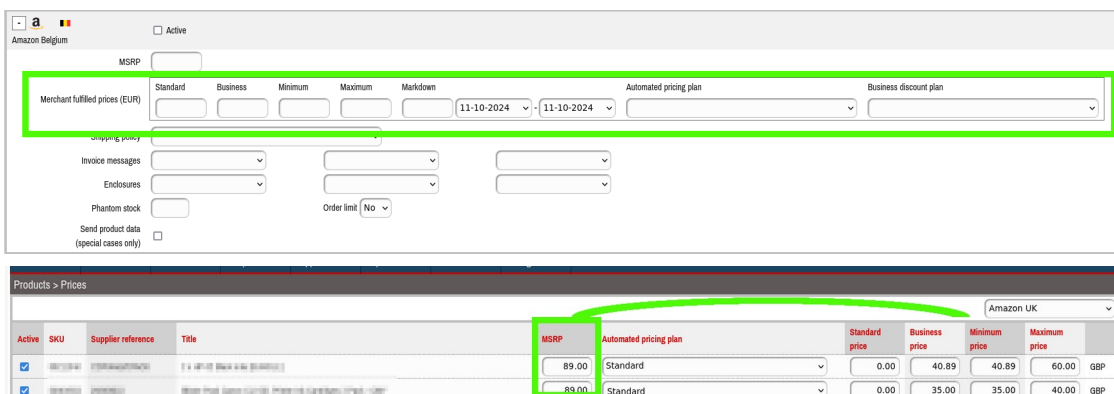 -
a
Amazon Belgium
Active
MSRP
Merchant fulfilled prices (EUR)
Standard Business Minimum Maximum Markdown Automated pricing plan Business discount plan
11-10-2024 - 11-10-2024
Shipping policy
Invoice messages
Enclosures
Phantom stock Order limit No
Send product data
(special cases only)
Products > Prices
Amazon UK
Active SKU Supplier reference Title MSRP Automated pricing plan Standard price Business price Minimum price Maximum price
89.00 Standard 0.00 40.89 40.89 60.00 GBP
89.00 Standard 0.00 35.00 35.00 40.00 GBP